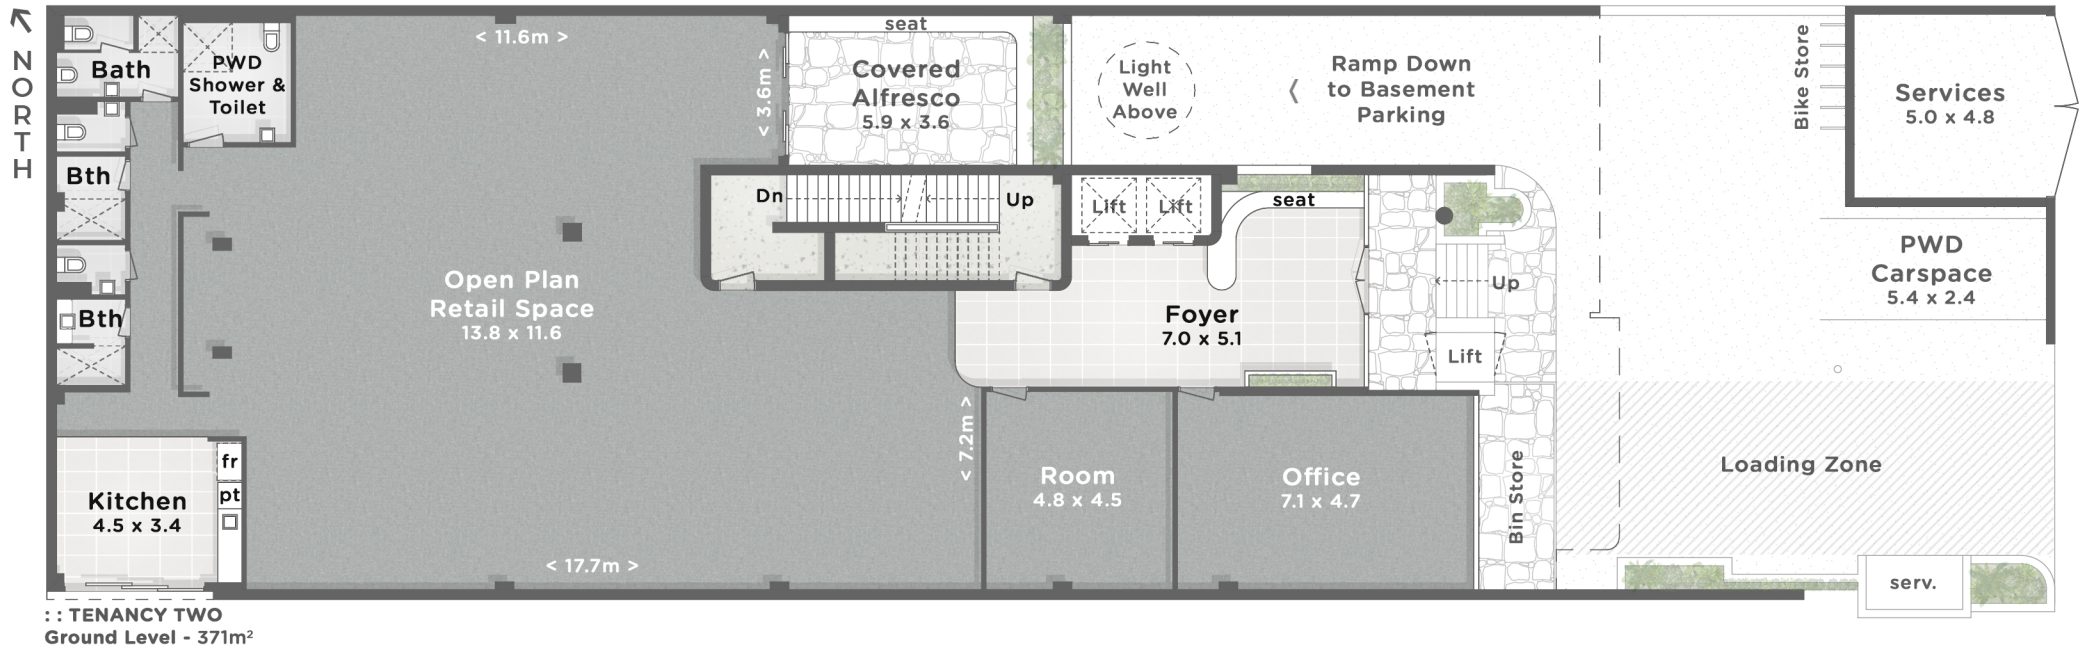 NORTH
Bath
PWD
Shower &
Toilet
< 11.6m >
< 3.6m >
seat
Covered
Alfresco
5.9 x 3.6
Light
Well
Above
Ramp Down
to Basement
Parking
Bike Store
Services
5.0 x 4.8
Bth
Dn
Up
Lift
Lift
seat
PWD
Carspace
5.4 x 2.4
Open Plan
Retail Space
13.8 x 11.6
Up
Bth
Foyer
7.0 x 5.1
Lift
< 7.2m >
fr
pt
Kitchen
4.5 x 3.4
Room
4.8 x 4.5
Office
7.1 x 4.7
Bin Store
Loading Zone
< 17.7m >
serv.
: : TENANCY TWO
Ground Level - 371m²